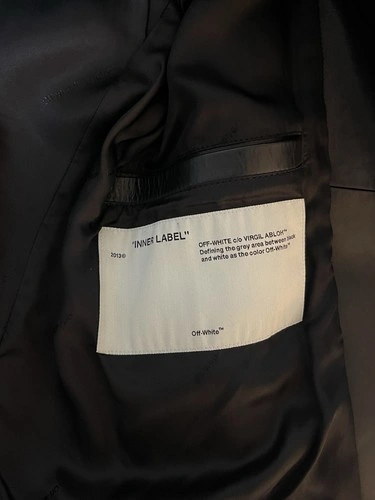 "INNER LABEL"
2013®
OFF-WHITE c/o VIRGIL ABLOH™
Defining the grey area between black
and white as the color Off-White™
Off-White™